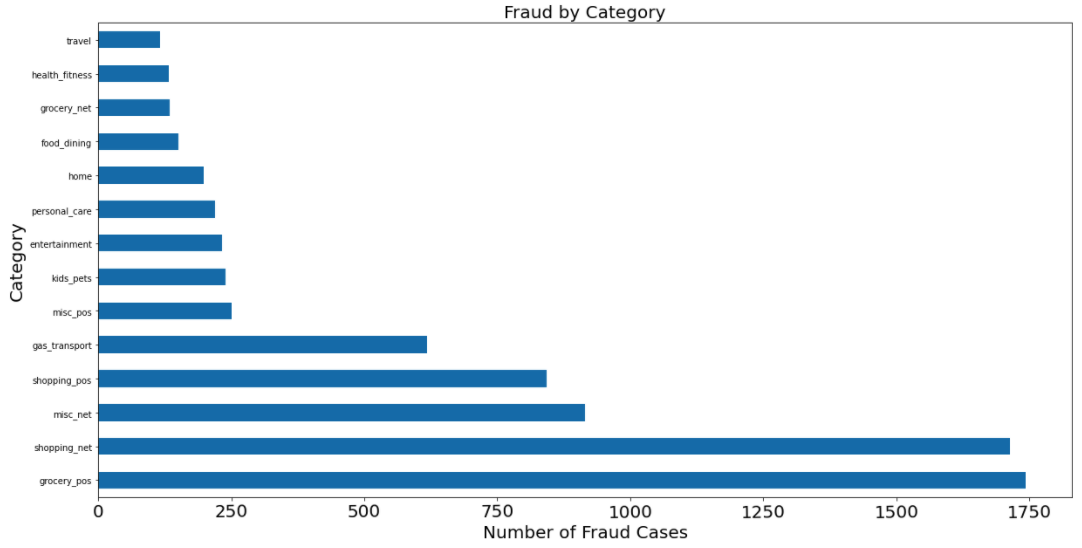 Fraud by Category
travel
health_fitness
grocery_net
food_dining
home
personal_care
entertainment
kids_pets
misc_pos
gas_transport
shopping_pos
misc_net
shopping_net
grocery_pos
Category
0 250 500 750 1000 1250 1500 1750
Number of Fraud Cases